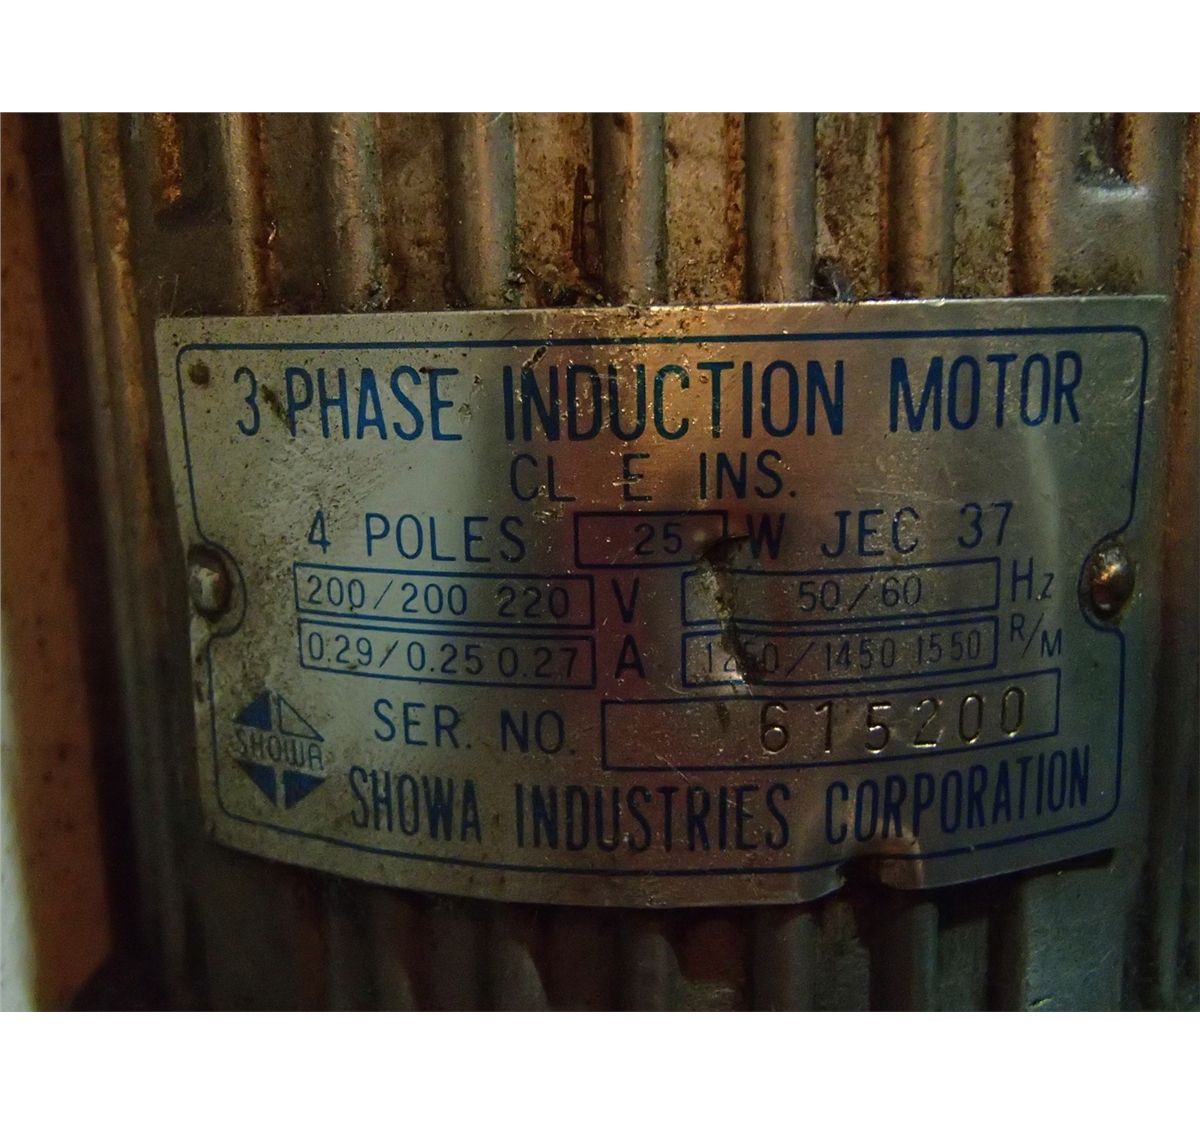 3 PHASE INDUCTION MOTOR
CL E INS.
4 POLES 25 W JEC 37
200/200 220 V 50/60 Hz
0.29/0.25 0.27 A /1450 1550 R/M
SER. NO. 615200
SHOWA
SHOWA INDUSTRIES CORPORATION